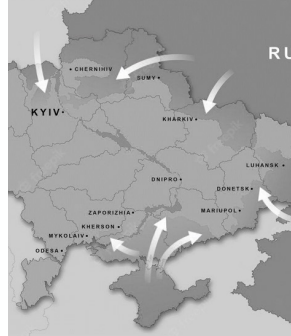 RU
CHERNIHIV
SUMY
KYIV
KHARKIV
LUHANSK
DNIPRO
DONETSK
ZAPORIZHIA
MARIUPOL
KHERSON
MYKOLAIV
ODESA